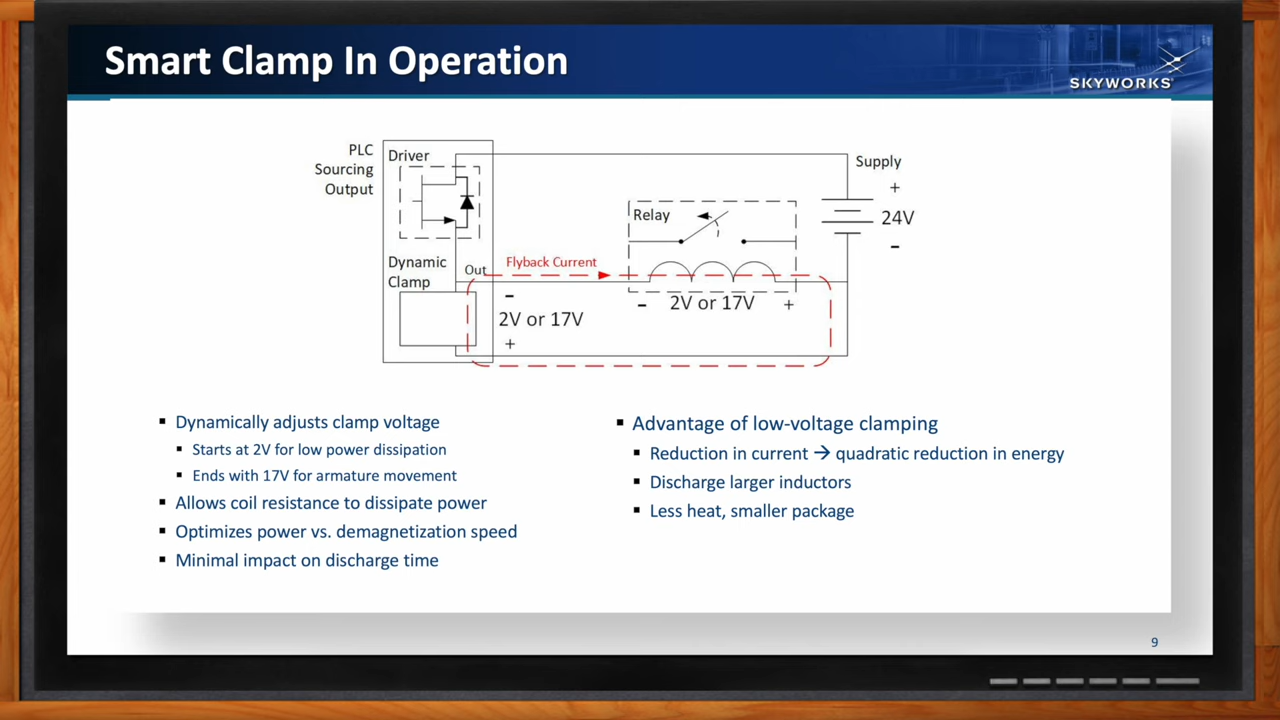 Smart Clamp In Operation
SKYWORKS
PLC
Sourcing
Output
Driver
Dynamic
Clamp
Out
Flyback Current
-
2V or 17V
+
Relay
- 2V or 17V +
Supply
+
24V
-
▪ Dynamically adjusts clamp voltage
▪ Starts at 2V for low power dissipation
▪ Ends with 17V for armature movement
▪ Allows coil resistance to dissipate power
▪ Optimizes power vs. demagnetization speed
▪ Minimal impact on discharge time
▪ Advantage of low-voltage clamping
▪ Reduction in current → quadratic reduction in energy
▪ Discharge larger inductors
▪ Less heat, smaller package
9